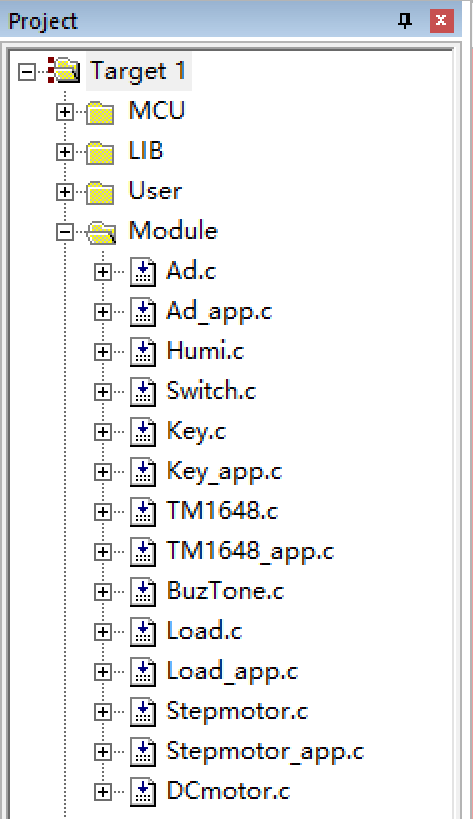 Project
Target 1
MCU
LIB
User
Module
Ad.c
Ad_app.c
Humi.c
Switch.c
Key.c
Key_app.c
TM1648.c
TM1648_app.c
BuzTone.c
Load.c
Load_app.c
Stepmotor.c
Stepmotor_app.c
DCmotor.c